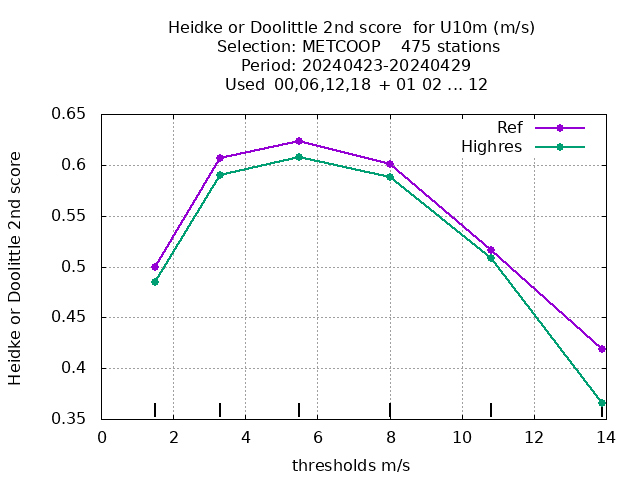 Heidke or Doolittle 2nd score  for U10m (m/s)
Selection: METCOOP    475 stations
Period: 20240423-20240429
Used  00,06,12,18 + 01 02 ... 12
Ref
Highres
Heidke or Doolittle 2nd score
0.65
0.6
0.55
0.5
0.45
0.4
0.35
0 2 4 6 8 10 12 14
thresholds m/s